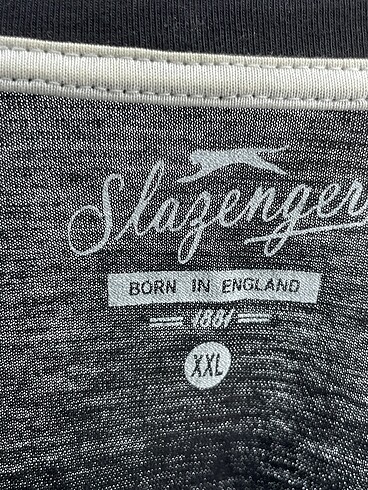 Slazenger
BORN IN ENGLAND
1881
XXL